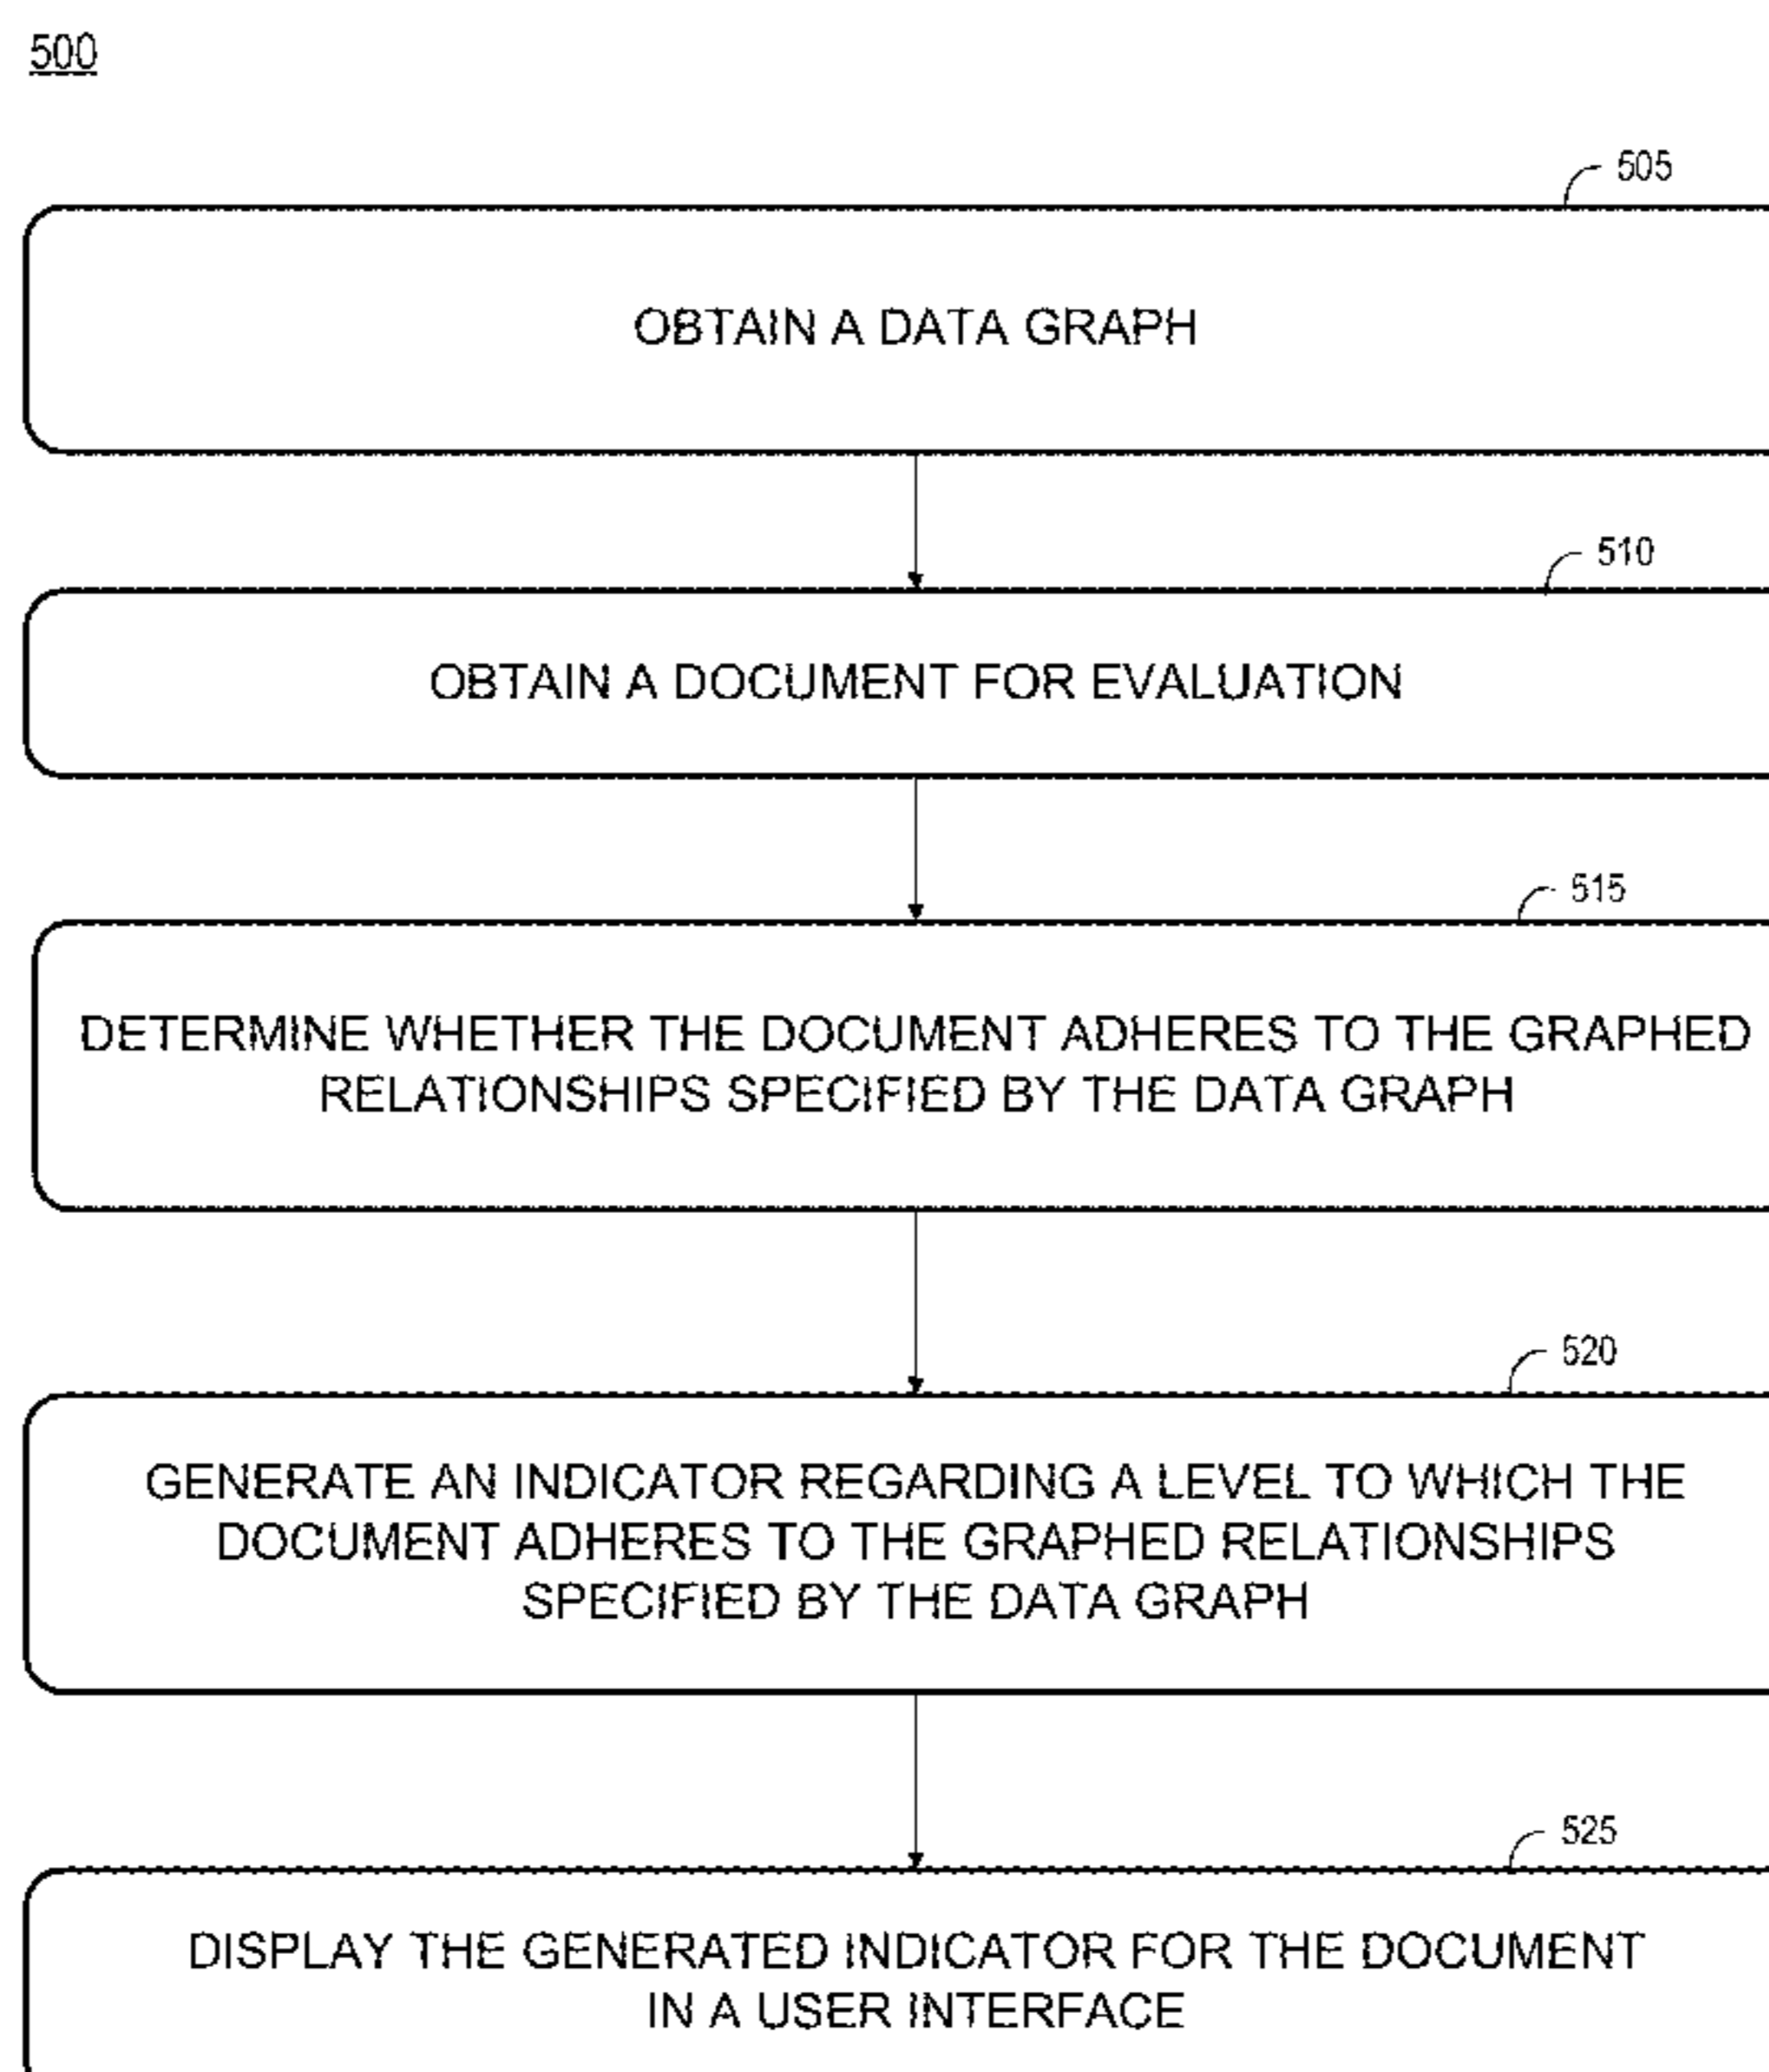 500
505
OBTAIN A DATA GRAPH
510
OBTAIN A DOCUMENT FOR EVALUATION
515
DETERMINE WHETHER THE DOCUMENT ADHERES TO THE GRAPHED
RELATIONSHIPS SPECIFIED BY THE DATA GRAPH
520
GENERATE AN INDICATOR REGARDING A LEVEL TO WHICH THE
DOCUMENT ADHERES TO THE GRAPHED RELATIONSHIPS
SPECIFIED BY THE DATA GRAPH
525
DISPLAY THE GENERATED INDICATOR FOR THE DOCUMENT
IN A USER INTERFACE